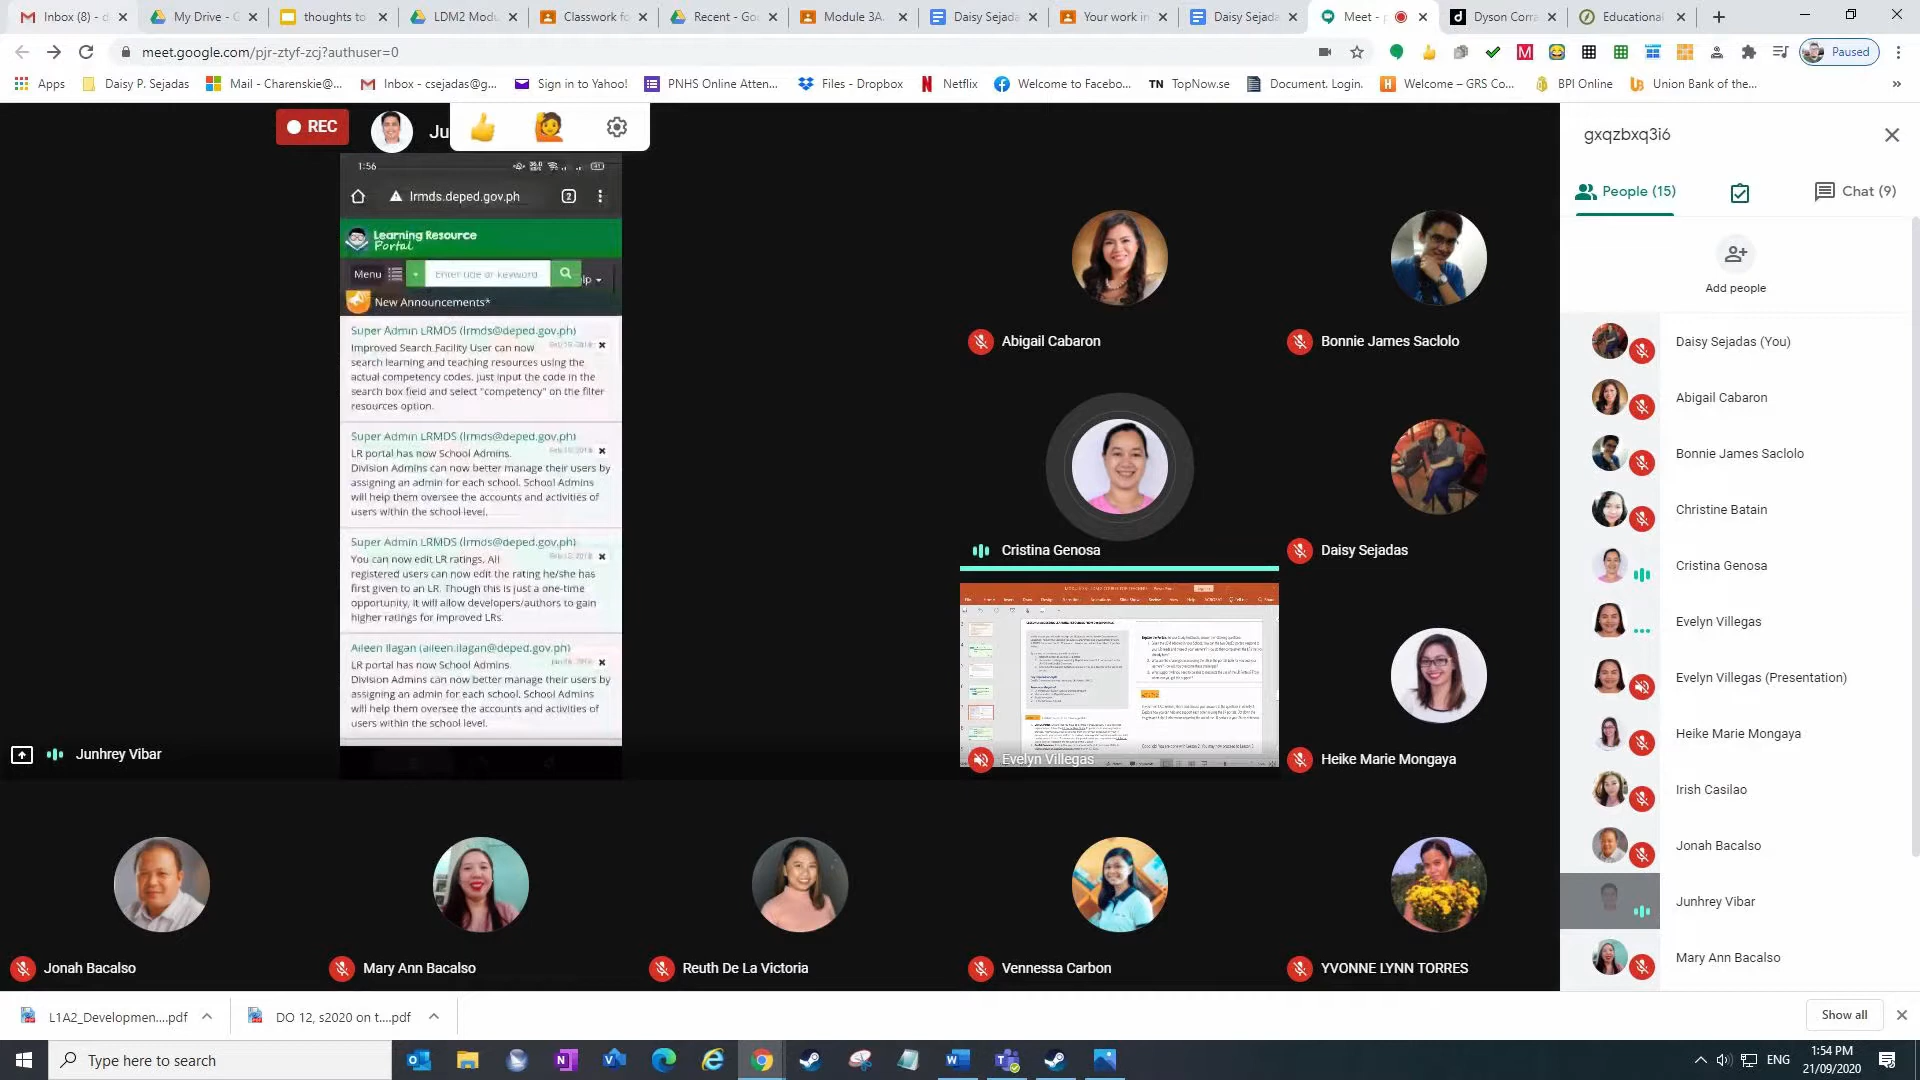 Inbox (8) - d
My Drive - G
thoughts to
LDM2 Modu
Classwork fo
Recent - Goo
Module 3A.
Daisy Sejada
Your work in
Daisy Sejada
Meet - p
Dyson Corra
Educational
meet.google.com/pjr-ztyf-zcj?authuser=0
Paused
Apps
Daisy P. Sejadas
Mail - Charenskie@...
Inbox - csejadas@g...
Sign in to Yahoo!
PNHS Online Atten...
Files - Dropbox
Netflix
Welcome to Facebo...
TopNow.se
Document. Login.
Welcome – GRS Co...
BPI Online
Union Bank of the...
REC
Ju
1:56
lrmds.deped.gov.ph
2
Learning Resource
Portal
Menu
Enter title or keyword
lp
New Announcements*
Super Admin LRMDS (lrmds@deped.gov.ph)
Improved Search Facility User can now
search learning and teaching resources using the
actual competency codes. Just input the code in the
search box field and select "competency" on the filter
resources option.
Super Admin LRMDS (lrmds@deped.gov.ph)
LR portal has now School Admins.
Division Admins can now better manage their users by
assigning an admin for each school. School Admins
will help them oversee the accounts and activities of
users within the school level.
Super Admin LRMDS (lrmds@deped.gov.ph)
You can now edit LR ratings. All
registered users can now edit the rating he/she has
first given to an LR. Though this is just a one-time
opportunity, it will allow developers/authors to gain
higher ratings for improved LRs.
Aileen Ilagan (aileen.ilagan@deped.gov.ph)
LR portal has now School Admins.
Division Admins can now better manage their users by
assigning an admin for each school. School Admins
will help them oversee the accounts and activities of
users within the school level.
Junhrey Vibar
Abigail Cabaron
Bonnie James Saclolo
Cristina Genosa
Daisy Sejadas
Evelyn Villegas
Heike Marie Mongaya
Jonah Bacalso
Mary Ann Bacalso
Reuth De La Victoria
Vennessa Carbon
YVONNE LYNN TORRES
gxqzbxq3i6
People (15)
Chat (9)
Add people
Daisy Sejadas (You)
Abigail Cabaron
Bonnie James Saclolo
Christine Batain
Cristina Genosa
Evelyn Villegas
Evelyn Villegas (Presentation)
Heike Marie Mongaya
Irish Casilao
Jonah Bacalso
Junhrey Vibar
Mary Ann Bacalso
L1A2_Developmen....pdf
DO 12, s2020 on t....pdf
Show all
Type here to search
ENG
1:54 PM
21/09/2020